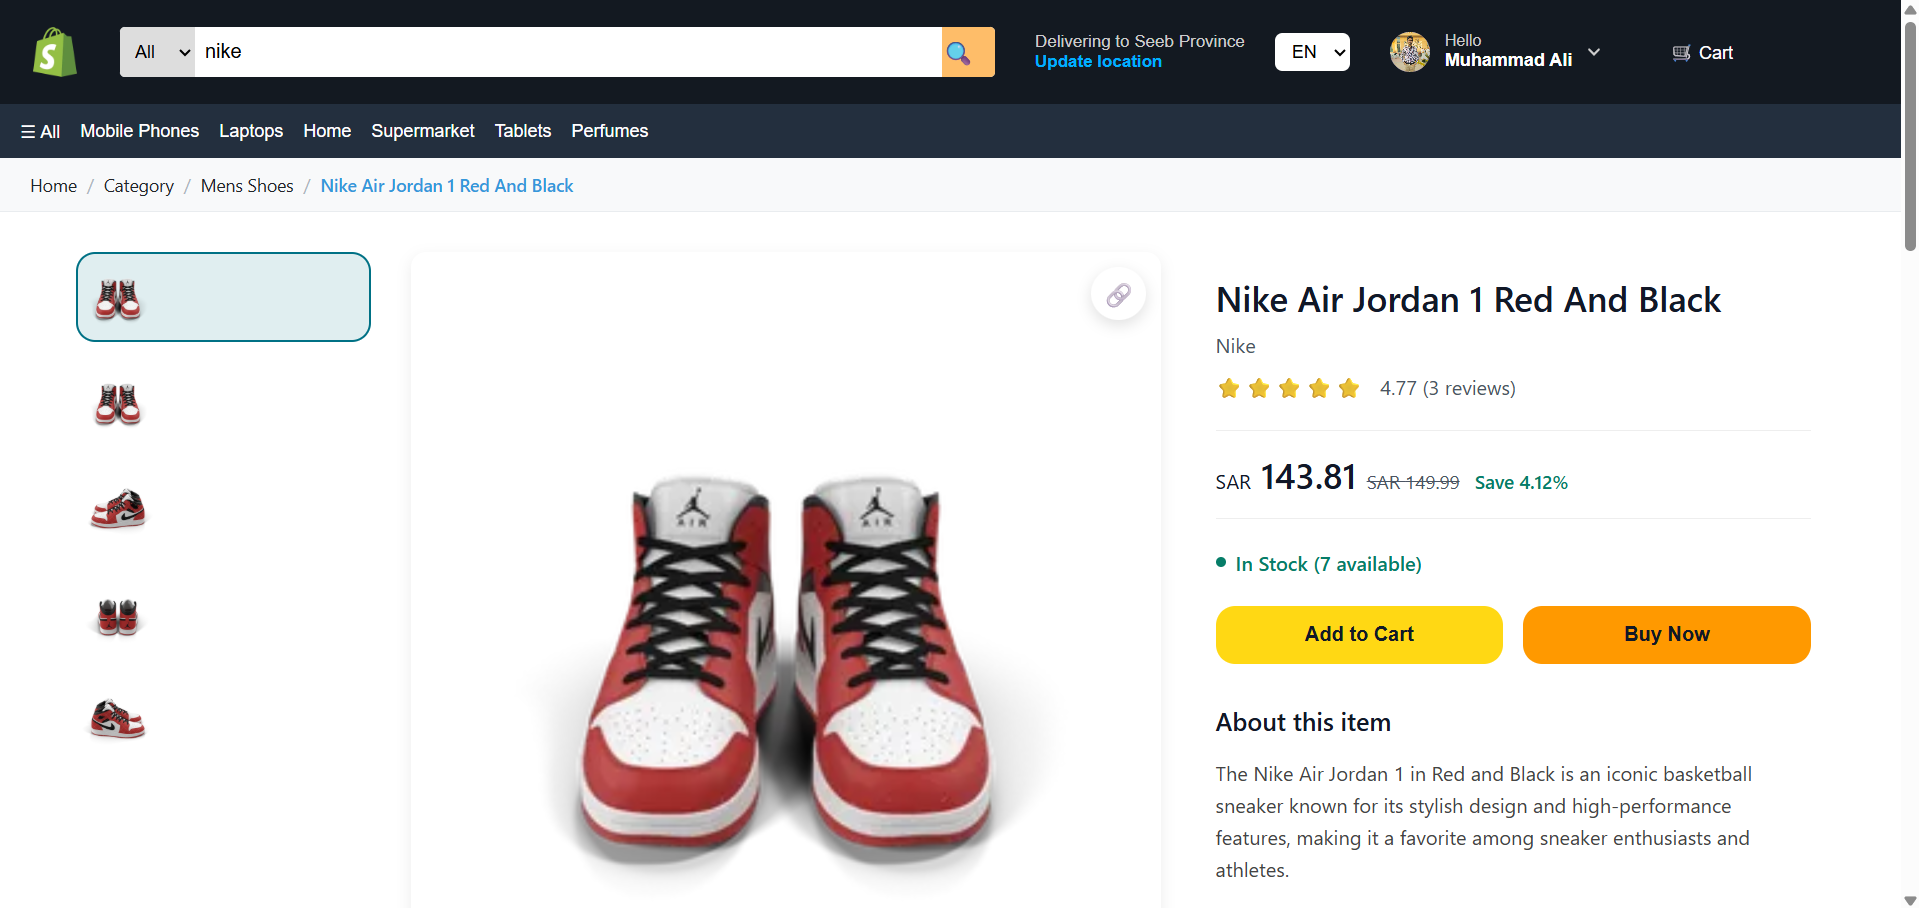 All
nike
Delivering to Seeb Province
Update location
EN
Hello
Muhammad Ali
Cart
☰ All Mobile Phones Laptops Home Supermarket Tablets Perfumes
Home / Category / Mens Shoes / Nike Air Jordan 1 Red And Black
AIR
AIR
Nike Air Jordan 1 Red And Black
Nike
4.77 (3 reviews)
SAR 143.81 SAR 149.99 Save 4.12%
In Stock (7 available)
Add to Cart
Buy Now
About this item
The Nike Air Jordan 1 in Red and Black is an iconic basketball
sneaker known for its stylish design and high-performance
features, making it a favorite among sneaker enthusiasts and
athletes.